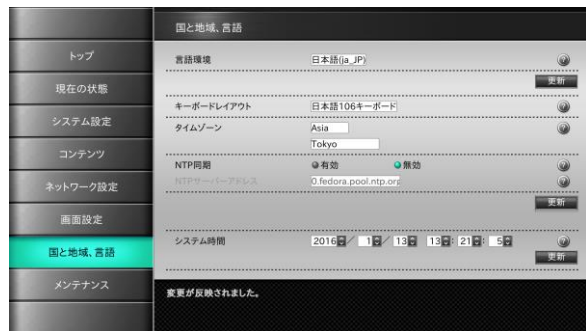 国と地域、言語
トップ
現在の状態
システム設定
コンテンツ
ネットワーク設定
画面設定
国と地域、言語
メンテナンス
言語環境 日本語(ja_JP)
更新
キーボードレイアウト 日本語106キーボード
タイムゾーン Asia
Tokyo
NTP同期 有効 無効
NTPサーバーアドレス 0.fedora.pool.ntp.org
更新
システム時間 2016 / 1 / 13 13 : 21 : 5
更新
変更が反映されました。